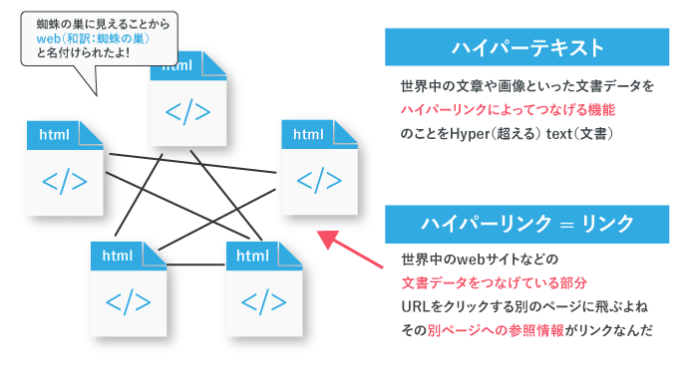 蜘蛛の巣に見えることから
web（和訳：蜘蛛の巣）
と名付けられたよ！
html
html
html
html
html
</>
</>
</>
</>
</>
ハイパーテキスト
世界中の文章や画像といった文書データを
ハイパーリンクによってつなげる機能
のことをHyper（超える） text（文書）
ハイパーリンク = リンク
世界中のwebサイトなどの
文書データをつなげている部分
URLをクリックする別のページに飛ぶよね
その別ページへの参照情報がリンクなんだ